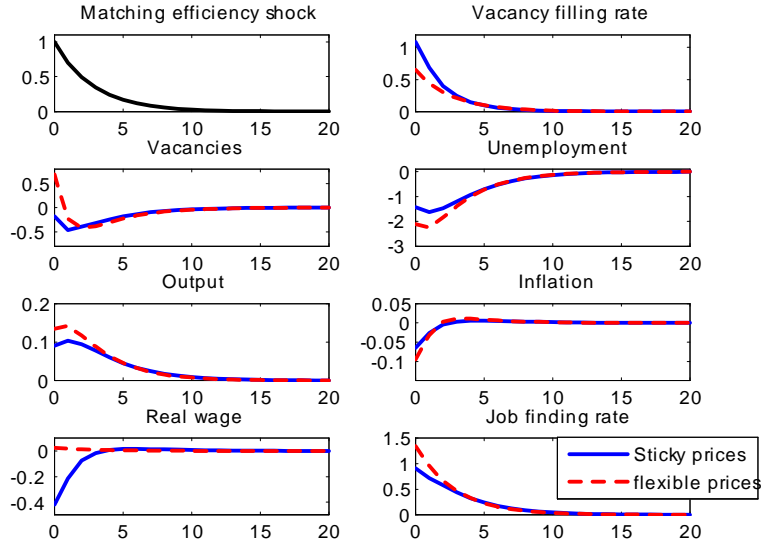 Matching efficiency shock
Vacancy filling rate
1
0.5
0
0 5 10 15 20
1
0.5
0
0 5 10 15 20
Vacancies
Unemployment
0.5
0
-0.5
0 5 10 15 20
0
-1
-2
-3
0 5 10 15 20
Output
Inflation
0.2
0.1
0
0 5 10 15 20
0.05
0
-0.05
-0.1
0 5 10 15 20
Real wage
Job finding rate
0
-0.2
-0.4
0 5 10 15 20
1.5
1
0.5
0
0 5 10 15 20
Sticky prices
flexible prices